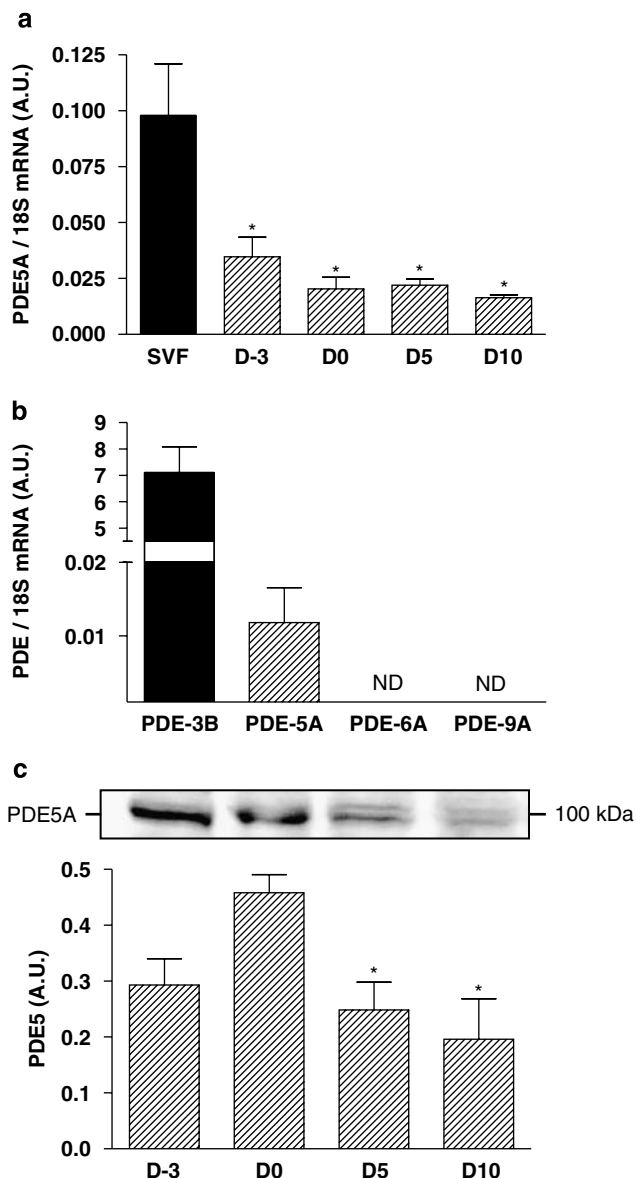 a
PDE5A / 18S mRNA (A.U.)
0.125
0.100
0.075
0.050
0.025
0.000
*
*
*
*
SVF D-3 D0 D5 D10
b
PDE / 18S mRNA (A.U.)
9
8
7
6
5
0.02
0.01
ND ND
PDE-3B PDE-5A PDE-6A PDE-9A
c
PDE5A 100 kDa
PDE5 (A.U.)
0.5
0.4
0.3
0.2
0.1
0.0
*
*
D-3 D0 D5 D10